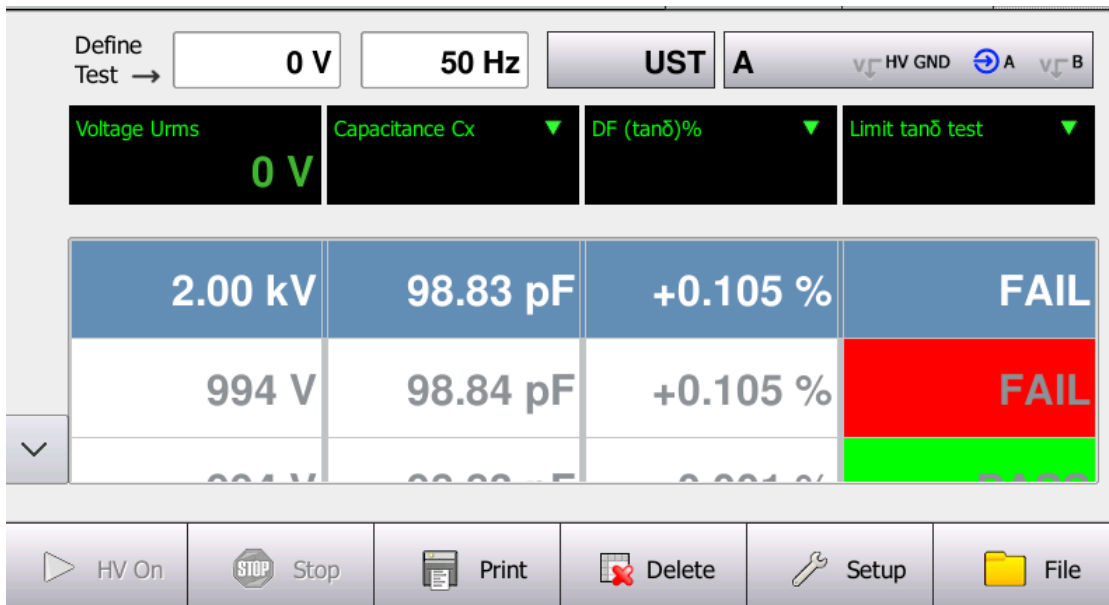 Define
Test → 0 V 50 Hz UST A HV GND A B
Voltage Urms Capacitance Cx DF (tanδ)% Limit tanδ test
0 V
2.00 kV 98.83 pF +0.105 % FAIL
994 V 98.84 pF +0.105 % FAIL
HV On STOP Stop Print Delete Setup File